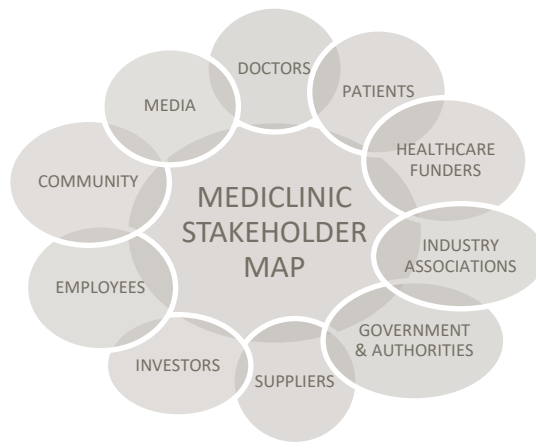 DOCTORS
PATIENTS
HEALTHCARE
FUNDERS
INDUSTRY
ASSOCIATIONS
GOVERNMENT
& AUTHORITIES
SUPPLIERS
INVESTORS
EMPLOYEES
COMMUNITY
MEDIA
MEDICLINIC
STAKEHOLDER
MAP